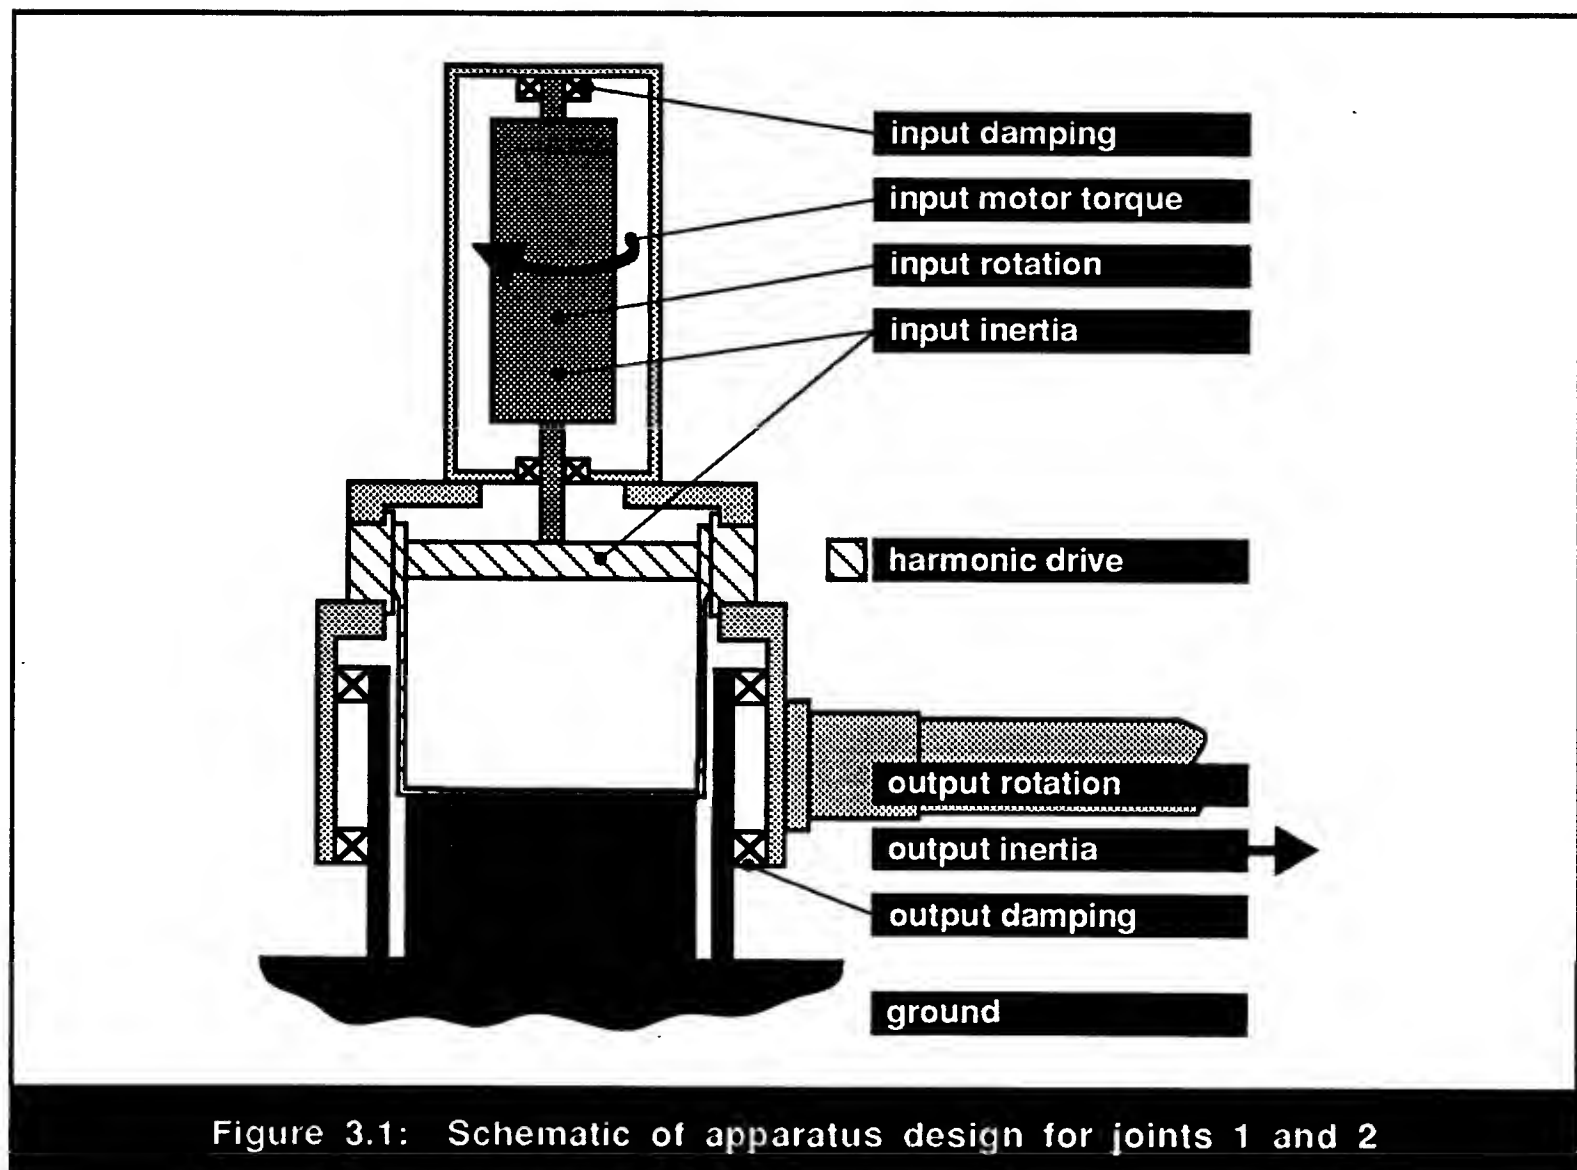 input damping
input motor torque
input rotation
input inertia
harmonic drive
output rotation
output inertia
output damping
ground
Figure 3.1: Schematic of apparatus design for joints 1 and 2